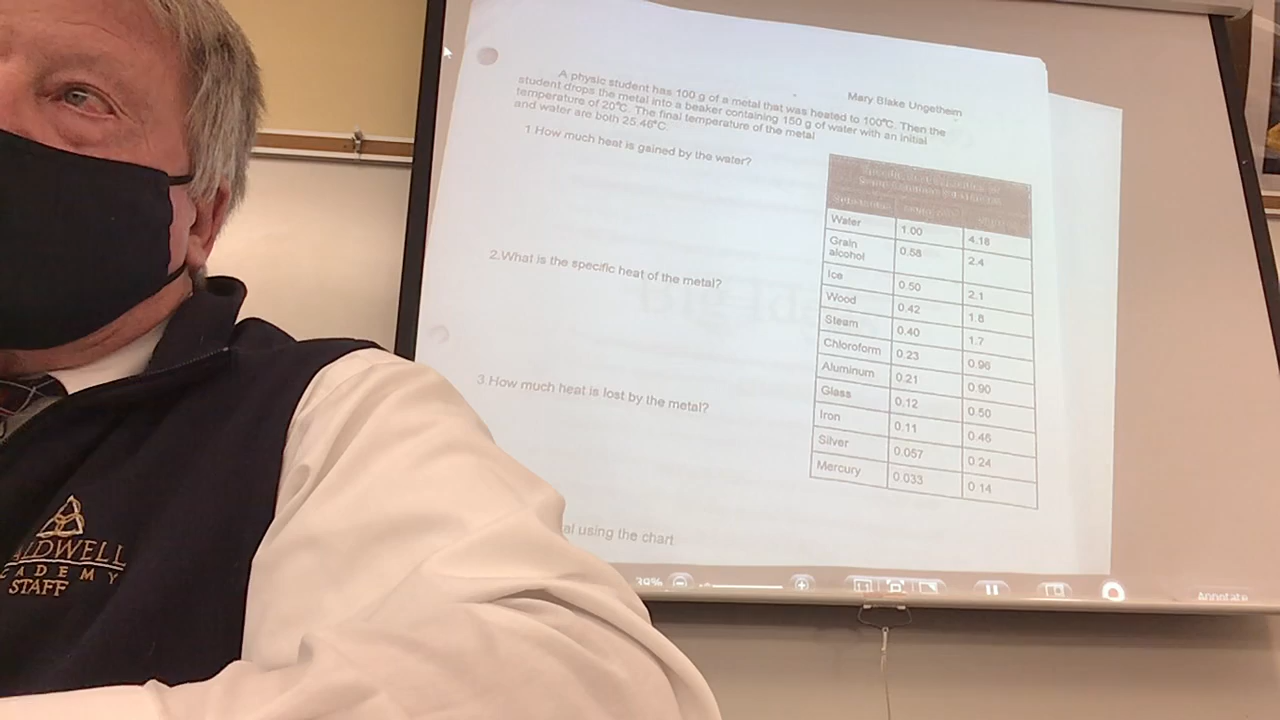 Mary Blake Ungetheim
A physic student has 100 g of a metal that was heated to 100°C. Then the
student drops the metal into a beaker containing 150 g of water with an initial
temperature of 20°C. The final temperature of the metal
and water are both 25.46°C.
1 How much heat is gained by the water?
2.What is the specific heat of the metal?
3.How much heat is lost by the metal?
al using the chart
Water 1.00 4.18
Grain alcohol 0.58 2.4
Ice 0.50 2.1
Wood 0.42 1.8
Steam 0.40 1.7
Chloroform 0.23 0.96
Aluminum 0.21 0.90
Glass 0.12 0.50
Iron 0.11 0.46
Silver 0.057 0.24
Mercury 0.033 0.14
30%
Annotate
ALDWELL
CADEMY
STAFF